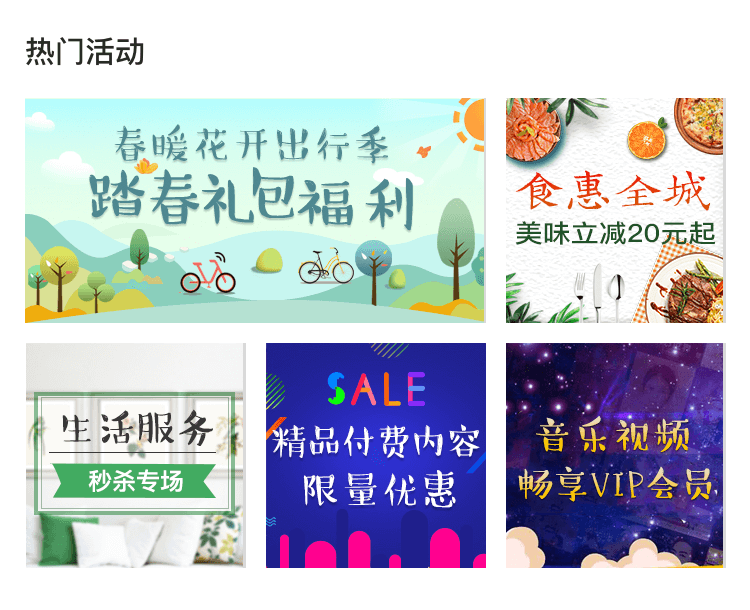 热门活动
春暖花开出行季
踏春礼包福利
食惠全城
美味立减20元起
生活服务
秒杀专场
SALE
精品付费内容
限量优惠
音乐视频
畅享VIP会员